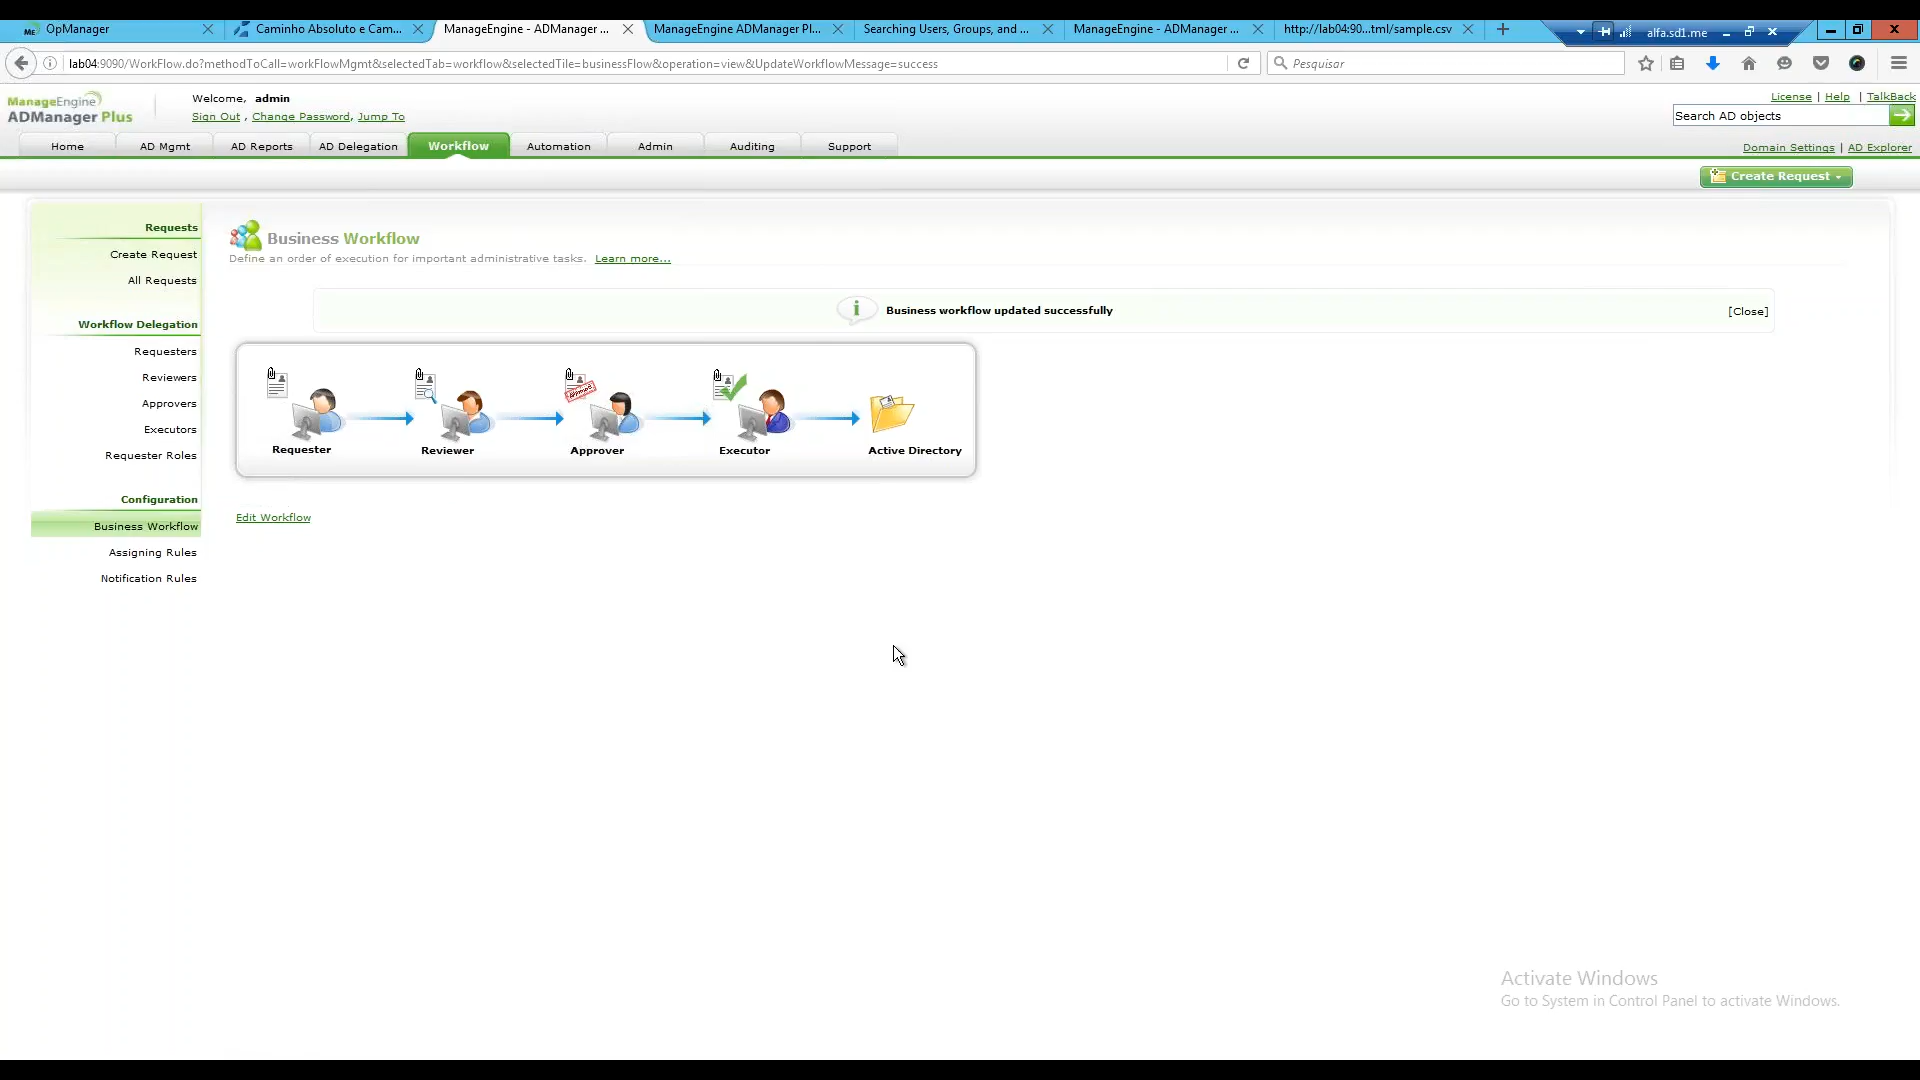 OpManager
Caminho Absoluto e Cam...
ManageEngine - ADManager ...
ManageEngine ADManager Pl...
Searching Users, Groups, and ...
ManageEngine - ADManager ...
http://lab04:90...tml/sample.csv
alfa.sd1.me
lab04:9090/WorkFlow.do?methodToCall=workFlowMgmt&selectedTab=workflow&selectedTile=businessFlow&operation=view&UpdateWorkflowMessage=success
Pesquisar
ManageEngine
ADManager Plus
Welcome, admin
Sign Out , Change Password, Jump To
License | Help | TalkBack
Search AD objects
Home
AD Mgmt
AD Reports
AD Delegation
Workflow
Automation
Admin
Auditing
Support
Domain Settings | AD Explorer
Create Request
Requests
Create Request
All Requests
Workflow Delegation
Requesters
Reviewers
Approvers
Executors
Requester Roles
Configuration
Business Workflow
Assigning Rules
Notification Rules
Business Workflow
Define an order of execution for important administrative tasks. Learn more...
Business workflow updated successfully
[Close]
Requester
Reviewer
Approver
Executor
Active Directory
Edit Workflow
Activate Windows
Go to System in Control Panel to activate Windows.